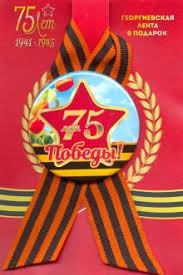 75 лет
1941-1945
ГЕОРГИЕВСКАЯ
ЛЕНТА
В ПОДАРОК
75
лет
Победы!